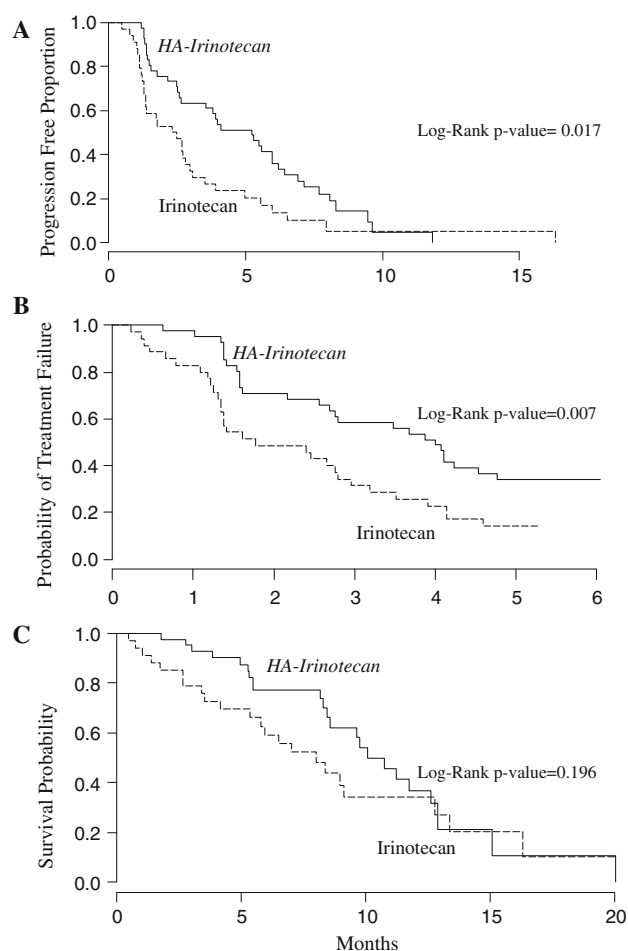 A
Progression Free Proportion
1.0
0.8
0.6
0.4
0.2
0.0
HA-Irinotecan
Log-Rank p-value= 0.017
Irinotecan
0 5 10 15
B
Probability of Treatment Failure
1.0
0.8
0.6
0.4
0.2
0.0
HA-Irinotecan
Log-Rank p-value=0.007
Irinotecan
0 1 2 3 4 5 6
C
Survival Probability
1.0
0.8
0.6
0.4
0.2
0.0
HA-Irinotecan
Log-Rank p-value=0.196
Irinotecan
0 5 10 15 20
Months